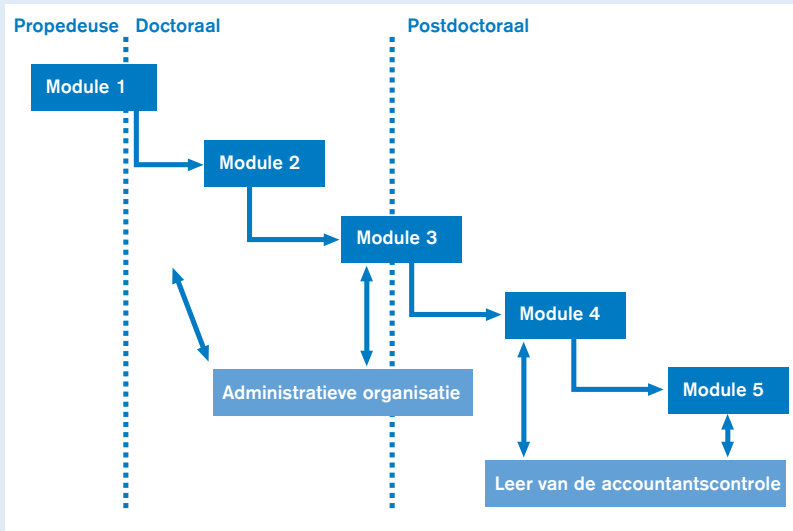 Propedeuse Doctoraal Postdoctoraal
Module 1
Module 2
Module 3
Module 4
Administratieve organisatie
Module 5
Leer van de accountantscontrole